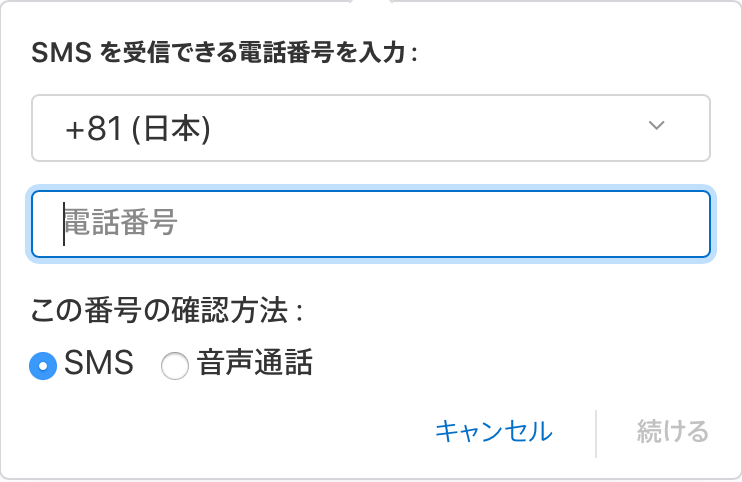 SMS を受信できる電話番号を入力 :
+81 (日本)
電話番号
この番号の確認方法 :
SMS 音声通話
キャンセル 続ける